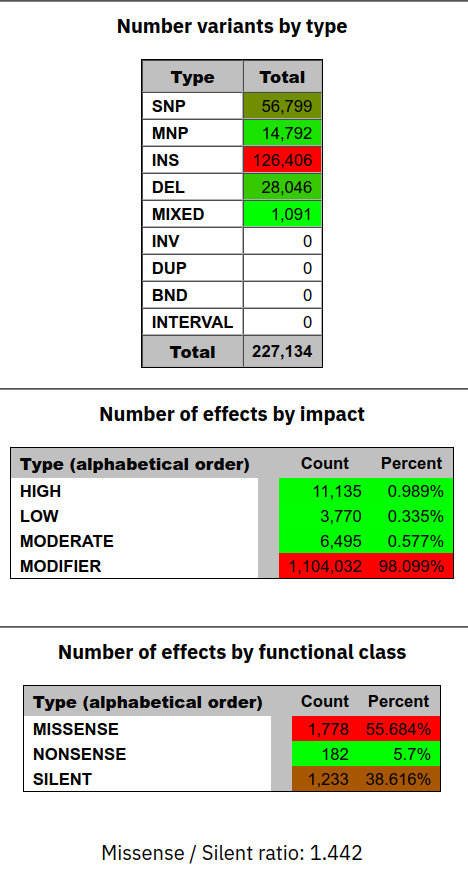 Number variants by type
Type Total
SNP 56,799
MNP 14,792
INS 126,406
DEL 28,046
MIXED 1,091
INV 0
DUP 0
BND 0
INTERVAL 0
Total 227,134
Number of effects by impact
Type (alphabetical order) Count Percent
HIGH 11,135 0.989%
LOW 3,770 0.335%
MODERATE 6,495 0.577%
MODIFIER 1,104,032 98.099%
Number of effects by functional class
Type (alphabetical order) Count Percent
MISSENSE 1,778 55.684%
NONSENSE 182 5.7%
SILENT 1,233 38.616%
Missense / Silent ratio: 1.442